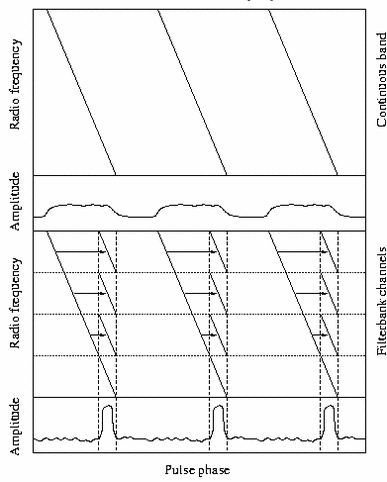 Radio frequency
Continuous band
Amplitude
Radio frequency
Filterbank channels
Amplitude
Pulse phase